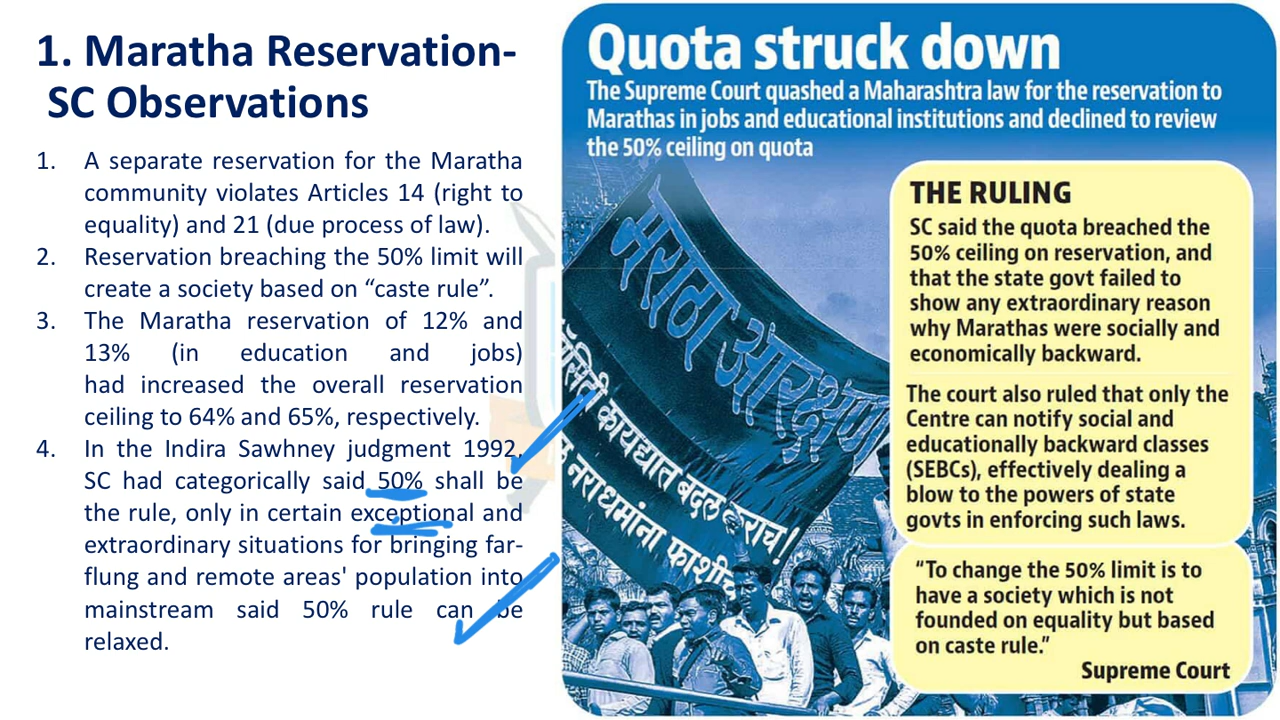 1. Maratha Reservation-
SC Observations
1. A separate reservation for the Maratha
community violates Articles 14 (right to
equality) and 21 (due process of law).
2. Reservation breaching the 50% limit will
create a society based on “caste rule”.
3. The Maratha reservation of 12% and
13% (in education and jobs)
had increased the overall reservation
ceiling to 64% and 65%, respectively.
4. In the Indira Sawhney judgment 1992,
SC had categorically said 50% shall be
the rule, only in certain exceptional and
extraordinary situations for bringing far-
flung and remote areas' population into
mainstream said 50% rule can be
relaxed.
Quota struck down
The Supreme Court quashed a Maharashtra law for the reservation to
Marathas in jobs and educational institutions and declined to review
the 50% ceiling on quota
मराठा आरक्षण
कायद्यात बदल कराच!
नराधमांना फाशी
THE RULING
SC said the quota breached the
50% ceiling on reservation, and
that the state govt failed to
show any extraordinary reason
why Marathas were socially and
economically backward.
The court also ruled that only the
Centre can notify social and
educationally backward classes
(SEBCs), effectively dealing a
blow to the powers of state
govts in enforcing such laws.
“To change the 50% limit is to
have a society which is not
founded on equality but based
on caste rule.”
Supreme Court